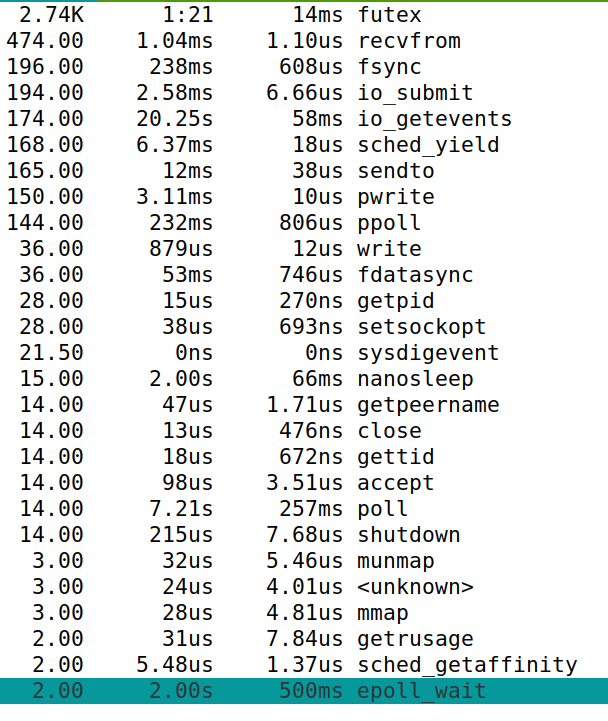 2.74K 1:21 14ms futex
474.00 1.04ms 1.10us recvfrom
196.00 238ms 608us fsync
194.00 2.58ms 6.66us io_submit
174.00 20.25s 58ms io_getevents
168.00 6.37ms 18us sched_yield
165.00 12ms 38us sendto
150.00 3.11ms 10us pwrite
144.00 232ms 806us ppoll
36.00 879us 12us write
36.00 53ms 746us fdatasync
28.00 15us 270ns getpid
28.00 38us 693ns setsockopt
21.50 0ns 0ns sysdigevent
15.00 2.00s 66ms nanosleep
14.00 47us 1.71us getpeername
14.00 13us 476ns close
14.00 18us 672ns gettid
14.00 98us 3.51us accept
14.00 7.21s 257ms poll
14.00 215us 7.68us shutdown
3.00 32us 5.46us munmap
3.00 24us 4.01us <unknown>
3.00 28us 4.81us mmap
2.00 31us 7.84us getrusage
2.00 5.48us 1.37us sched_getaffinity
2.00 2.00s 500ms epoll_wait